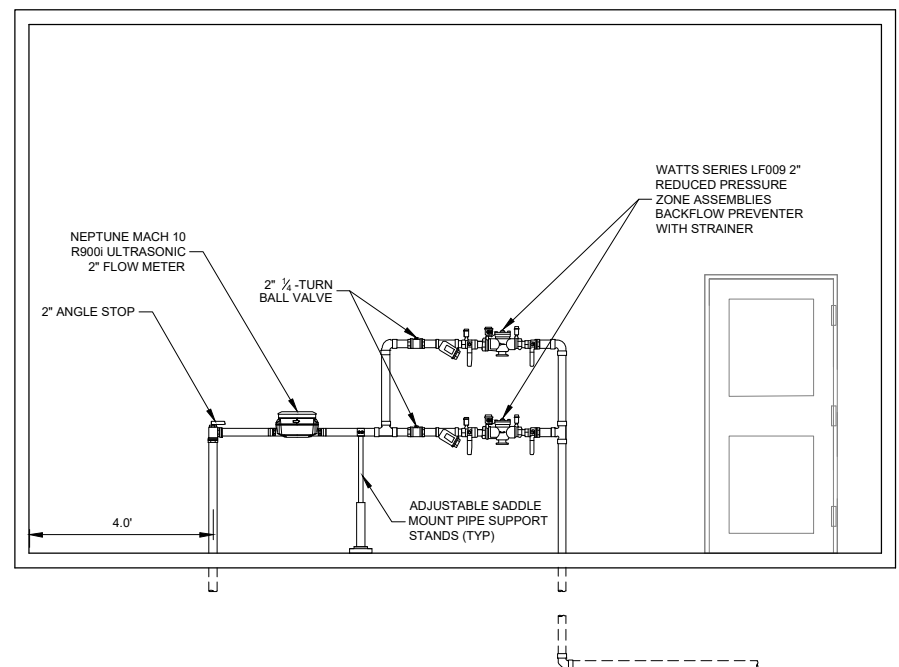 WATTS SERIES LF009 2"
REDUCED PRESSURE
ZONE ASSEMBLIES
BACKFLOW PREVENTER
WITH STRAINER
NEPTUNE MACH 10
R900i ULTRASONIC
2" FLOW METER
2" ¼ -TURN
BALL VALVE
2" ANGLE STOP
ADJUSTABLE SADDLE
MOUNT PIPE SUPPORT
STANDS (TYP)
4.0'